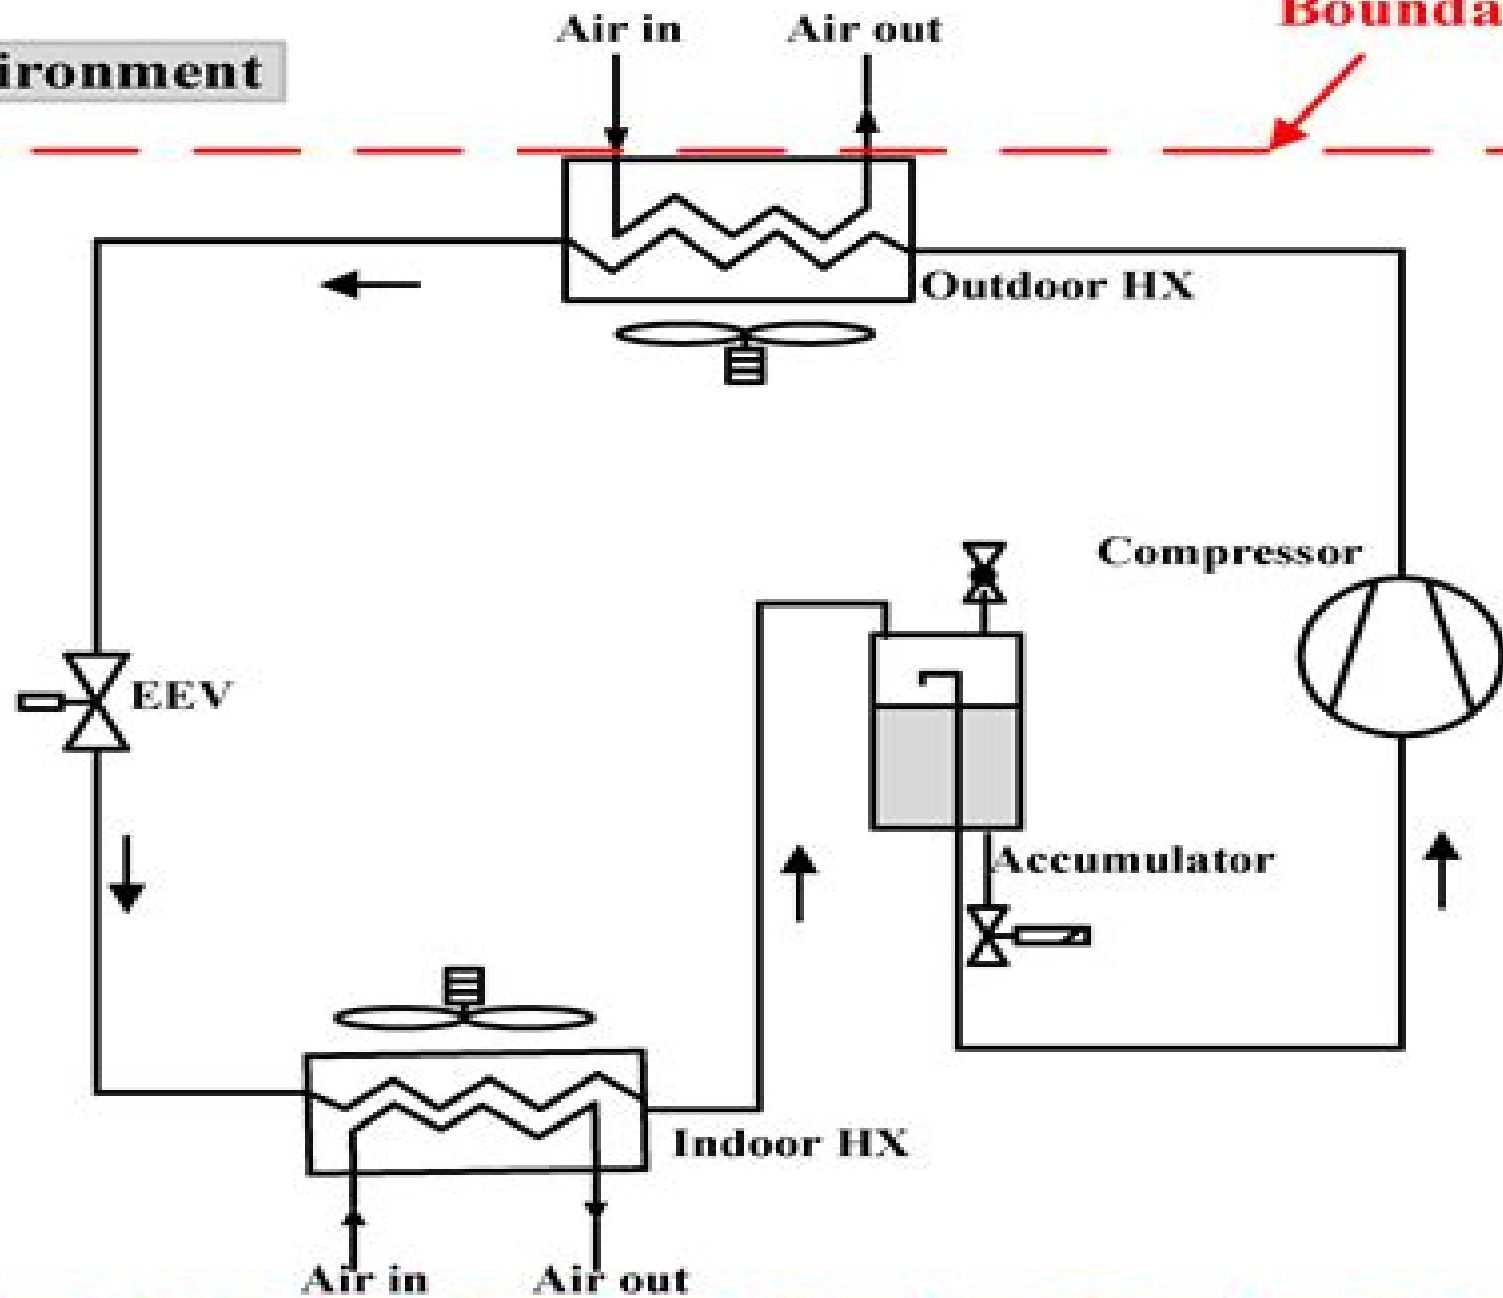 Air in
Air out
Bounda
ironment
Outdoor HX
Compressor
EEV
Accumulator
Indoor HX
Air in
Air out